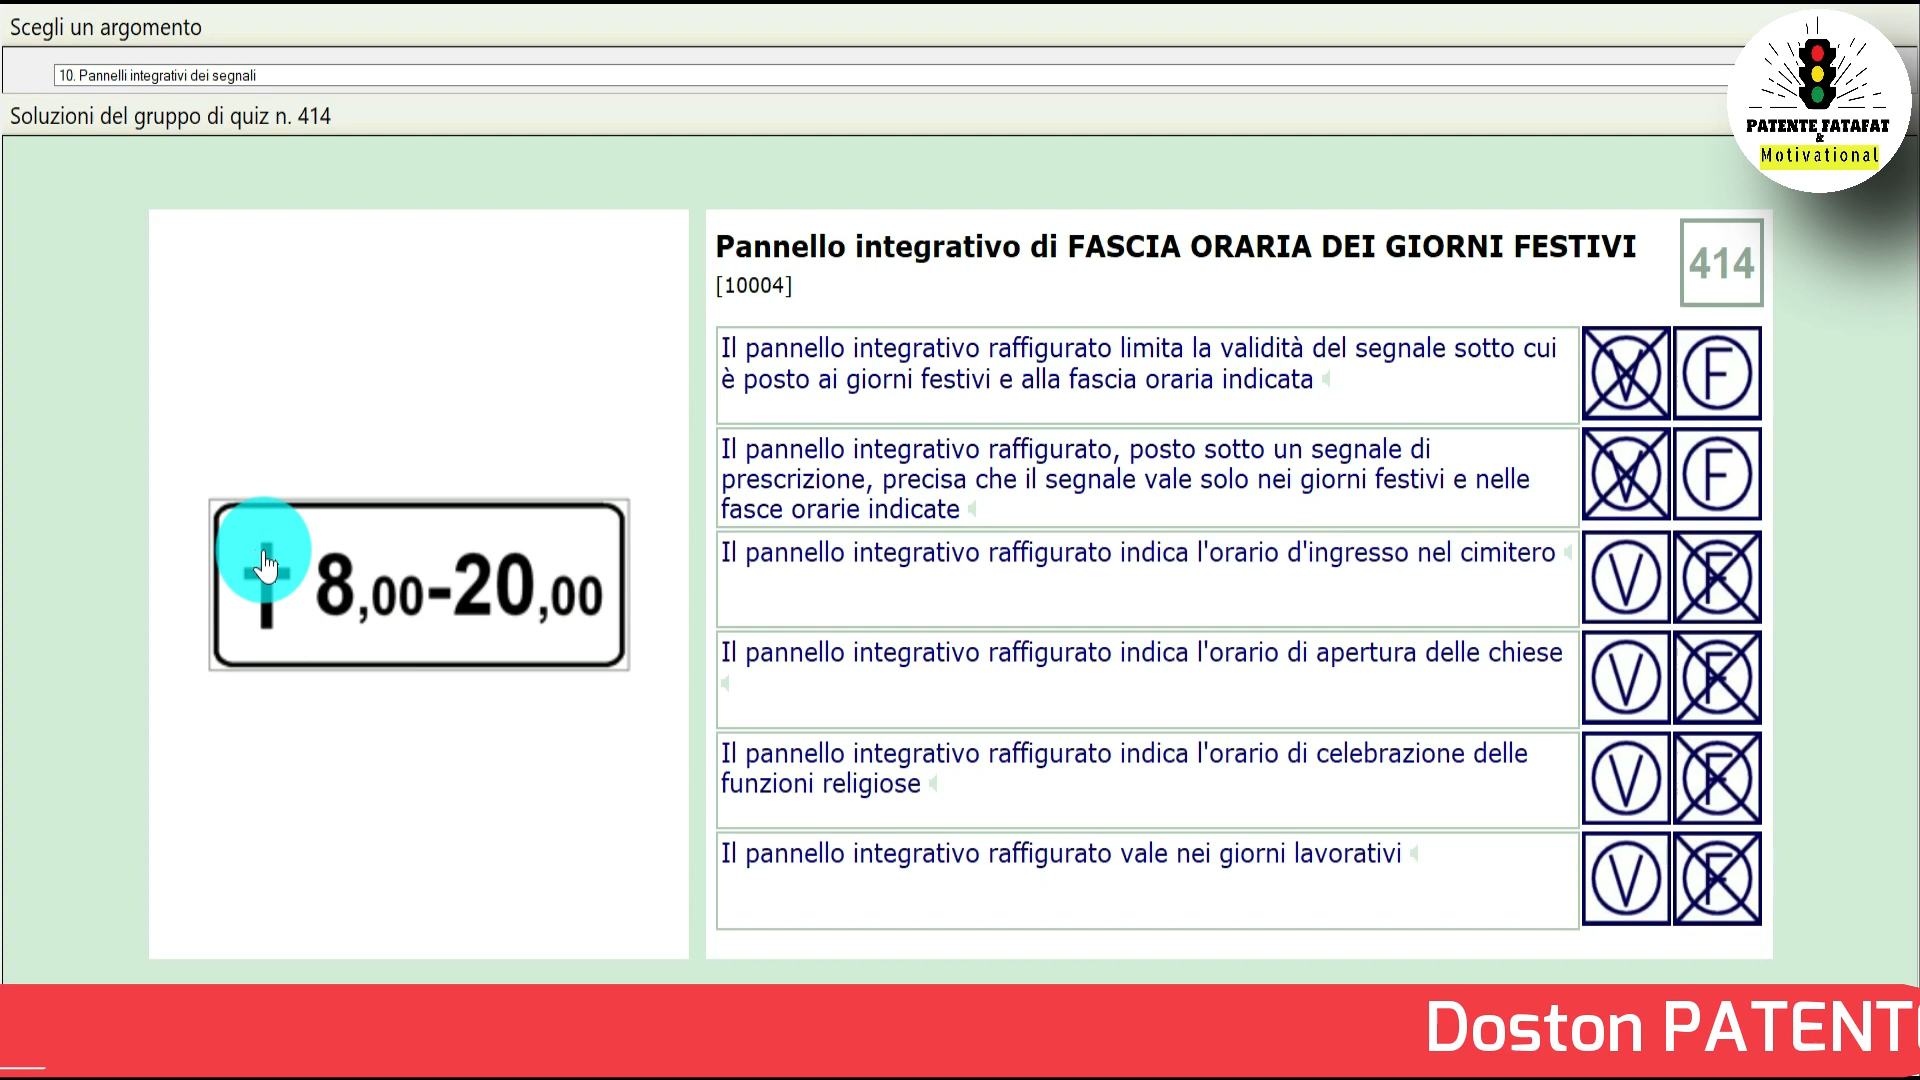 Scegli un argomento
10. Pannelli integrativi dei segnali
Soluzioni del gruppo di quiz n. 414
PATENTE FATAFAT
&
Motivational
Pannello integrativo di FASCIA ORARIA DEI GIORNI FESTIVI
[10004]
414
Il pannello integrativo raffigurato limita la validità del segnale sotto cui
è posto ai giorni festivi e alla fascia oraria indicata
V F
Il pannello integrativo raffigurato, posto sotto un segnale di
prescrizione, precisa che il segnale vale solo nei giorni festivi e nelle
fasce orarie indicate
V F
Il pannello integrativo raffigurato indica l'orario d'ingresso nel cimitero
V F
Il pannello integrativo raffigurato indica l'orario di apertura delle chiese
V F
Il pannello integrativo raffigurato indica l'orario di celebrazione delle
funzioni religiose
V F
Il pannello integrativo raffigurato vale nei giorni lavorativi
V F
8,00-20,00
Doston PATENT